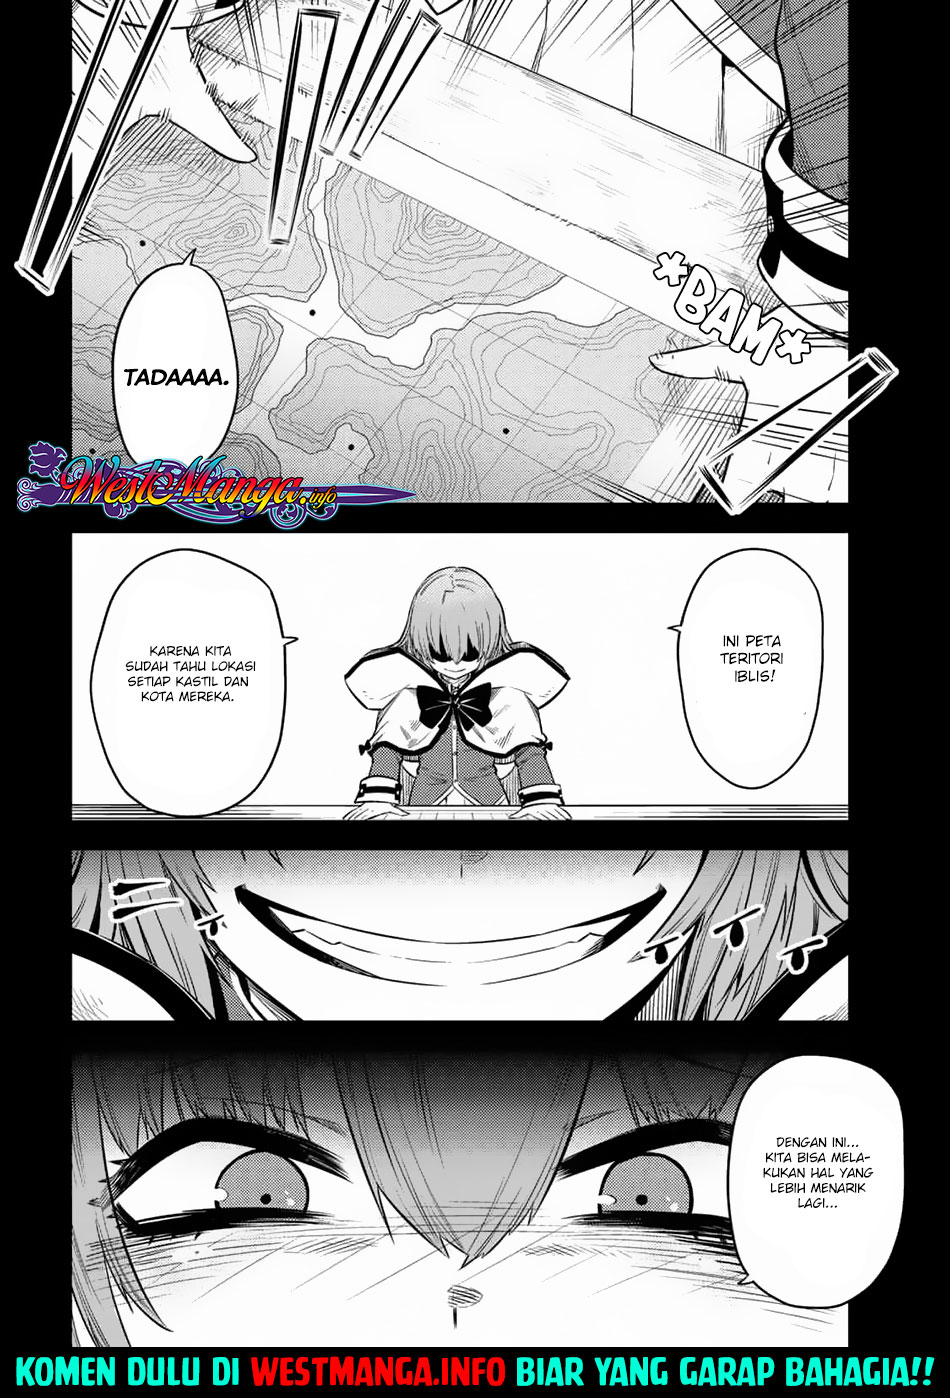 *BAM*
TADAAAA.
WestManga.info
INI PETA
TERITORI
IBLIS!
KARENA KITA
SUDAH TAHU LOKASI
SETIAP KASTIL DAN
KOTA MEREKA.
DENGAN INI...
KITA BISA MELA-
KUKAN HAL YANG
LEBIH MENARIK
LAGI...
KOMEN DULU DI WESTMANGA.INFO BIAR YANG GARAP BAHAGIA!!